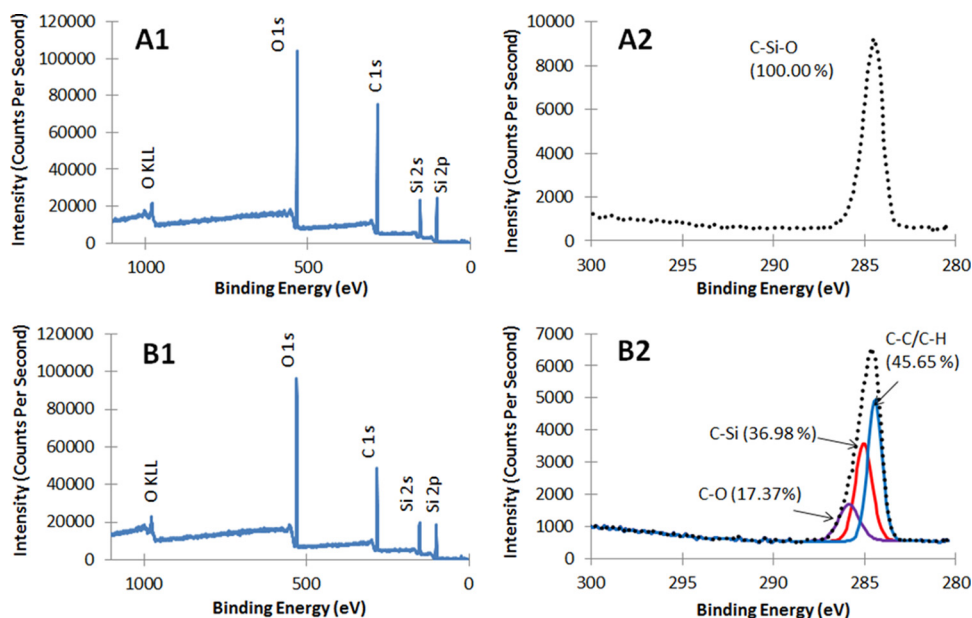 A1
Intensity (Counts Per Second)
120000
100000
80000
60000
40000
20000
0
O KLL
O 1s
C 1s
Si 2s
Si 2p
1000
500
0
Binding Energy (eV)
A2
Inensity (Counts Per Second)
10000
8000
6000
4000
2000
0
C-Si-O
(100.00 %)
300
295
290
285
280
Binding Energy (eV)
B1
Intensity (Counts Per Second)
120000
100000
80000
60000
40000
20000
0
O KLL
O 1s
C 1s
Si 2s
Si 2p
1000
500
0
Binding Energy (eV)
B2
Intensity (Counts Per Second)
7000
6000
5000
4000
3000
2000
1000
0
C-C/C-H
(45.65 %)
C-Si (36.98 %)
C-O (17.37%)
300
295
290
285
280
Binding Energy (eV)